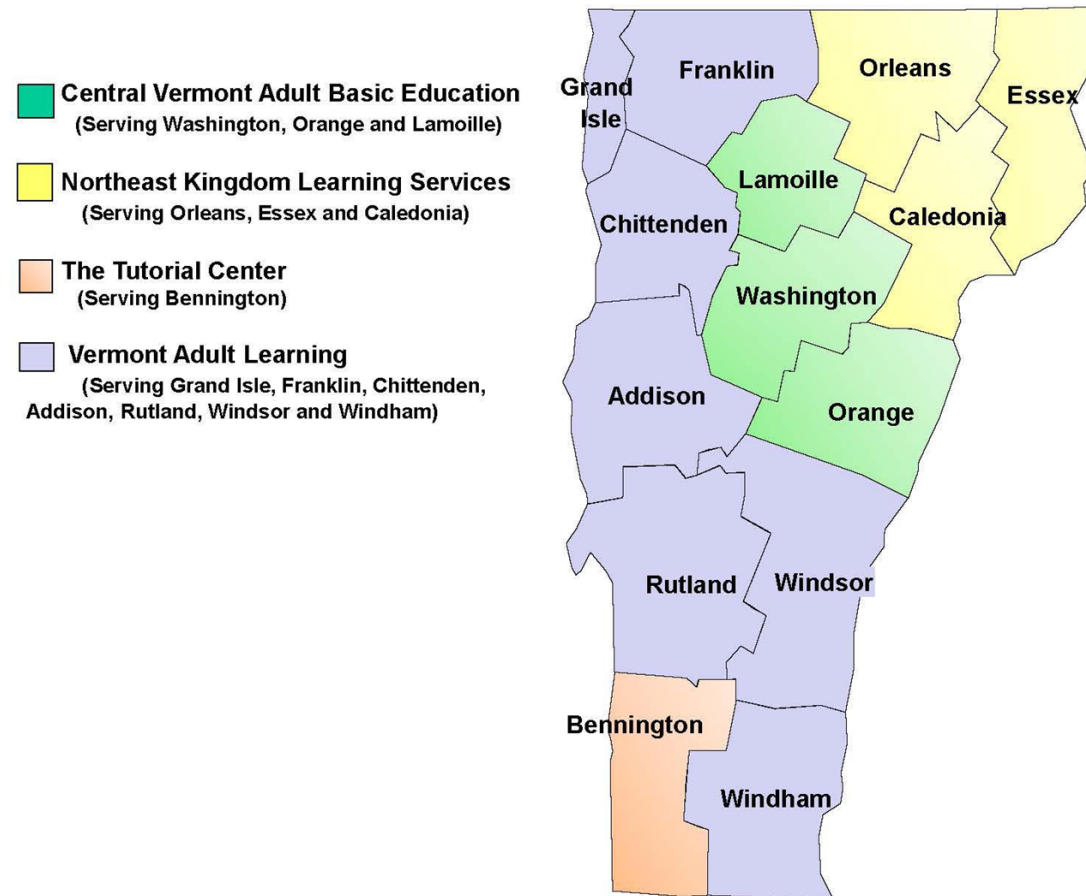 Central Vermont Adult Basic Education
(Serving Washington, Orange and Lamoille)
Northeast Kingdom Learning Services
(Serving Orleans, Essex and Caledonia)
The Tutorial Center
(Serving Bennington)
Vermont Adult Learning
(Serving Grand Isle, Franklin, Chittenden,
Addison, Rutland, Windsor and Windham)
Grand
Isle
Franklin
Orleans
Essex
Lamoille
Chittenden
Caledonia
Washington
Addison
Orange
Rutland
Windsor
Bennington
Windham